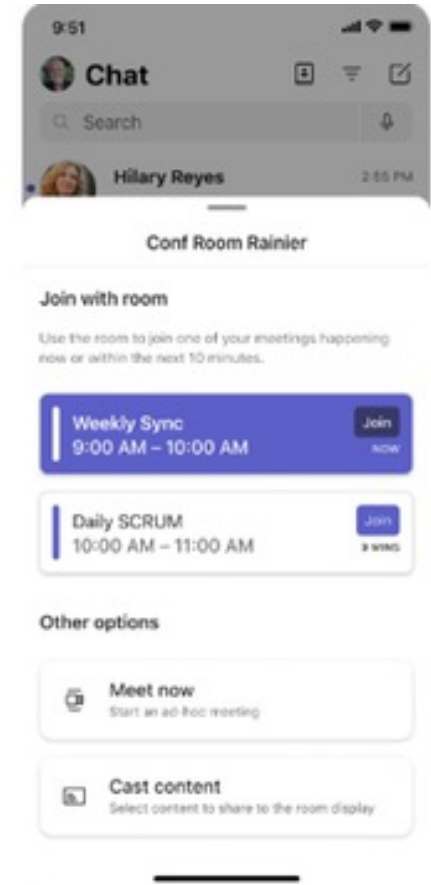 9:51
Chat
Search
Hilary Reyes 2:55 PM
Conf Room Rainier
Join with room
Use the room to join one of your meetings happening
now or within the next 10 minutes.
Weekly Sync Join
9:00 AM – 10:00 AM NOW
Daily SCRUM Join
10:00 AM – 11:00 AM 9 MINS
Other options
Meet now
Start an ad-hoc meeting
Cast content
Select content to share to the room display